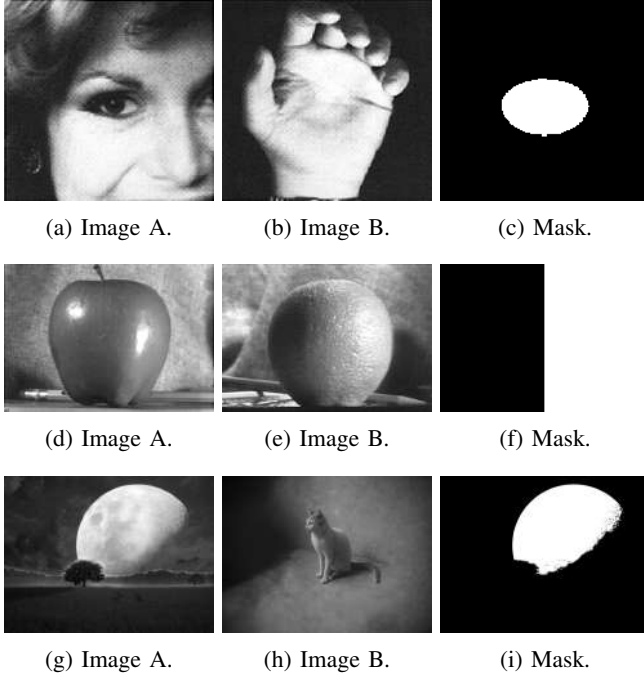 (a) Image A.
(b) Image B.
(c) Mask.
(d) Image A.
(e) Image B.
(f) Mask.
(g) Image A.
(h) Image B.
(i) Mask.